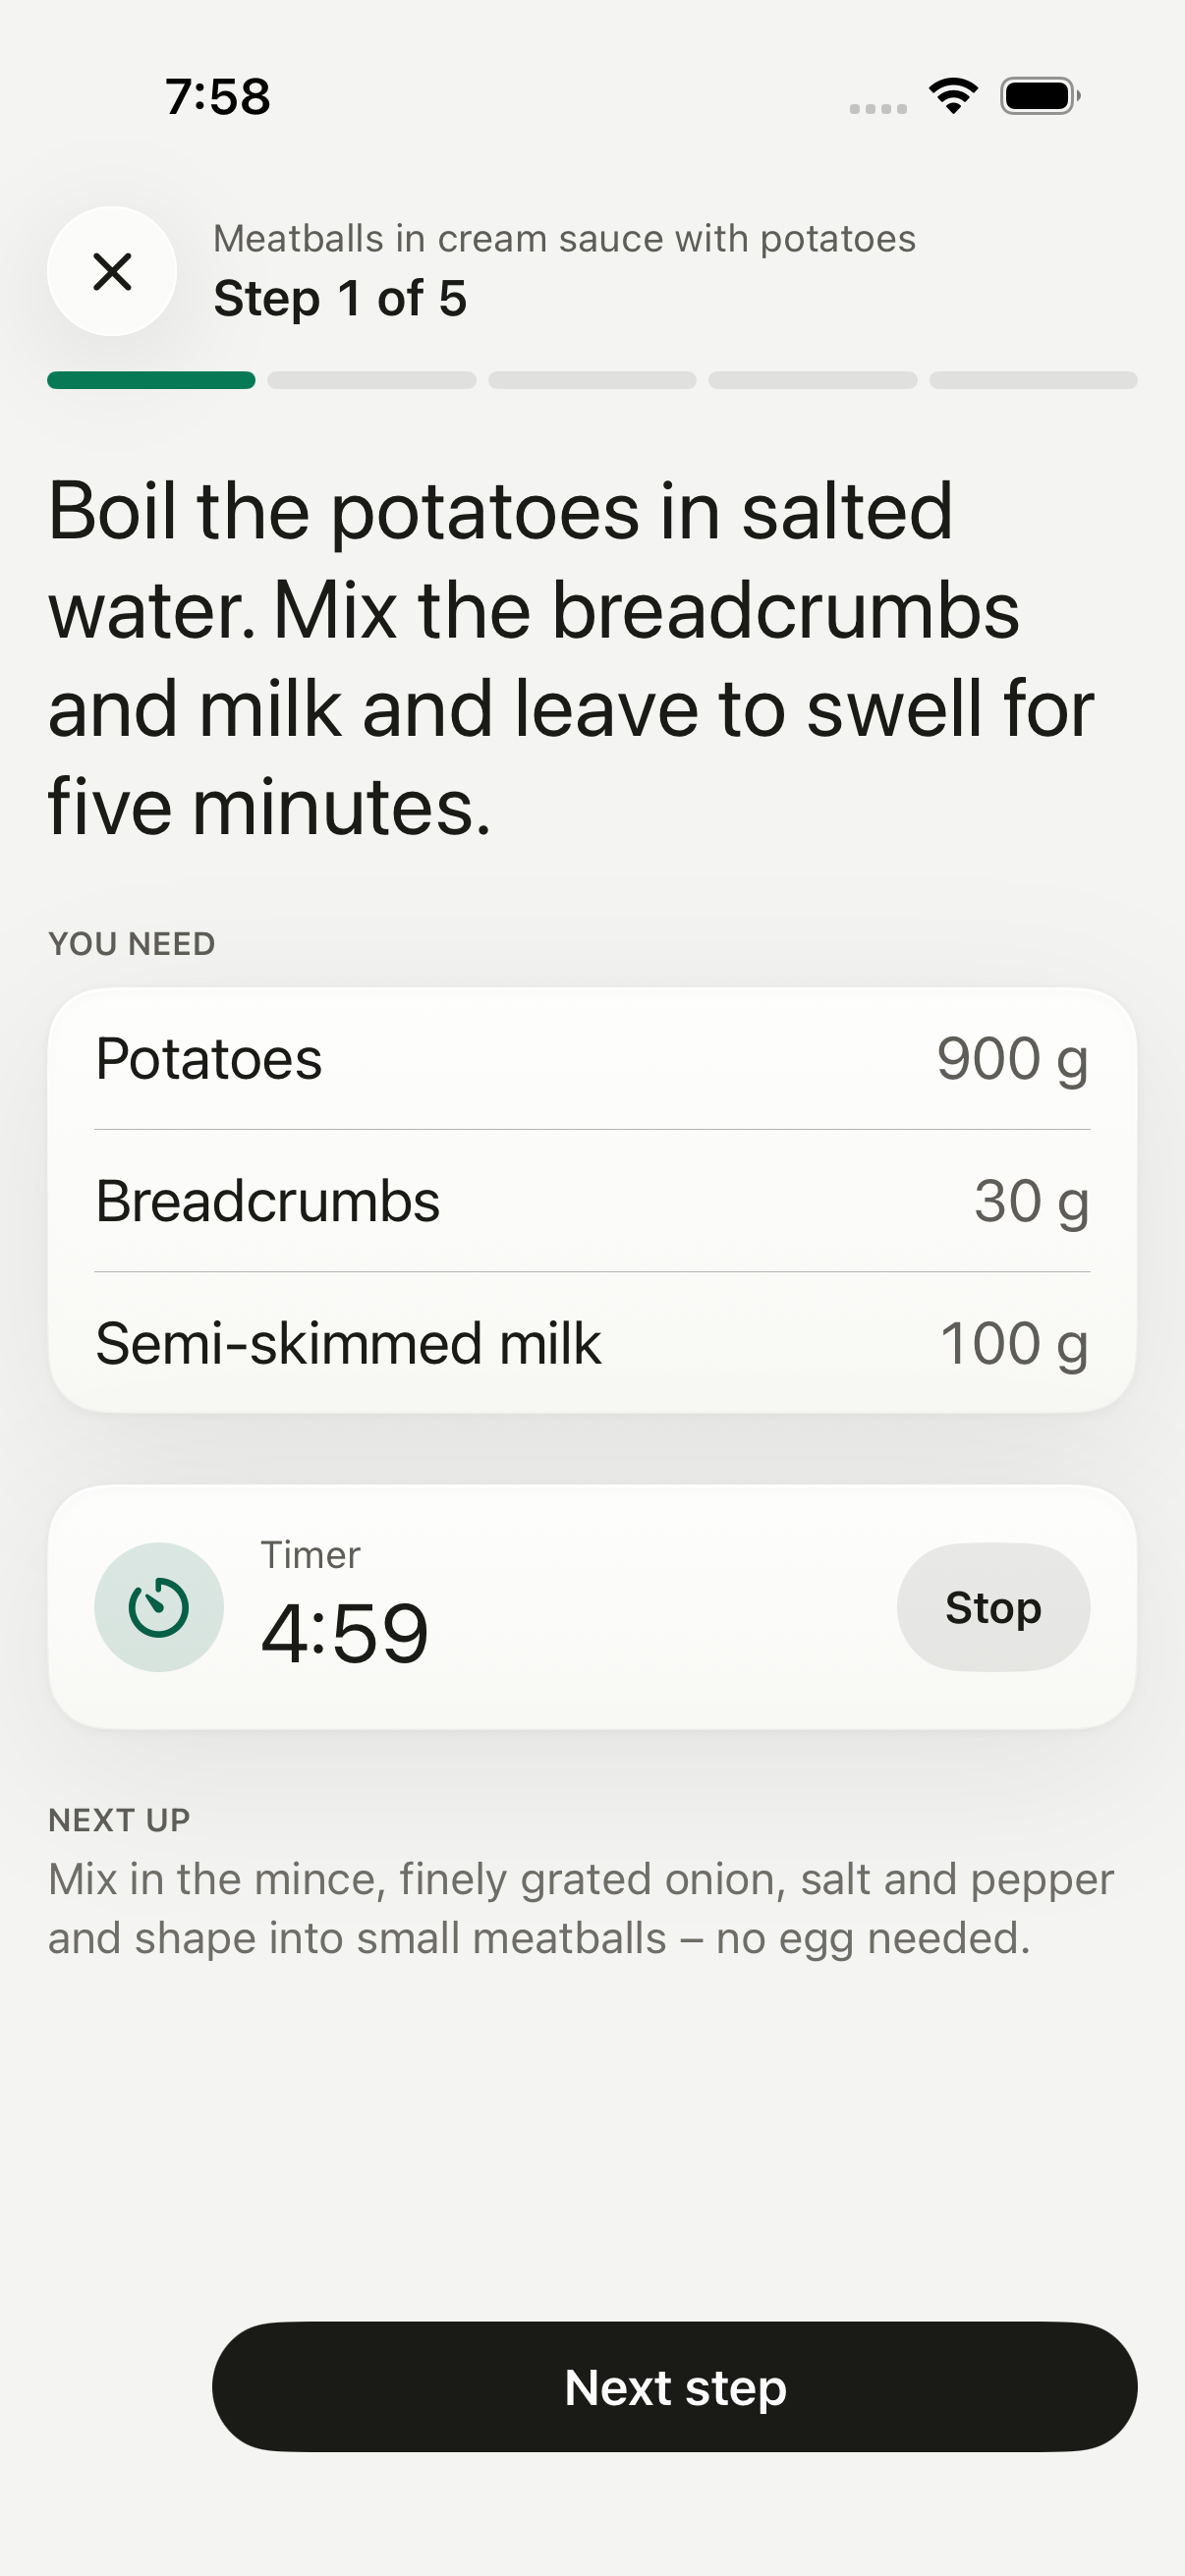 7:58
Meatballs in cream sauce with potatoes
Step 1 of 5
Boil the potatoes in salted
water. Mix the breadcrumbs
and milk and leave to swell for
five minutes.
YOU NEED
Potatoes 900 g
Breadcrumbs 30 g
Semi-skimmed milk 100 g
Timer
4:59
Stop
NEXT UP
Mix in the mince, finely grated onion, salt and pepper
and shape into small meatballs – no egg needed.
Next step